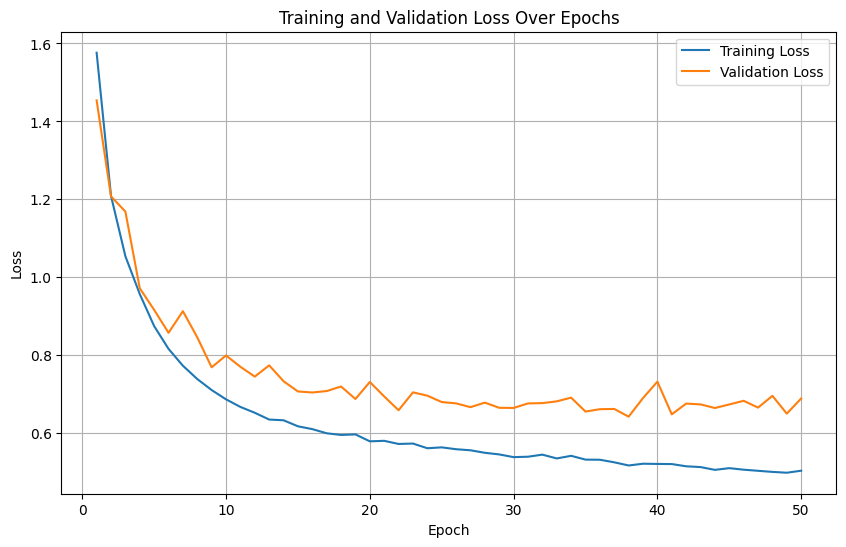 Training and Validation Loss Over Epochs
Training Loss
Validation Loss
1.6
1.4
1.2
1.0
0.8
0.6
Loss
0
10
20
30
40
50
Epoch